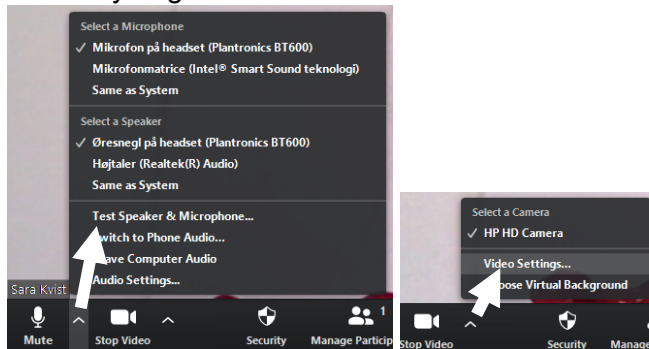 Select a Microphone
✓ Mikrofon på headset (Plantronics BT600)
Mikrofonmatrice (Intel® Smart Sound teknologi)
Same as System
Select a Speaker
✓ Øresnegl på headset (Plantronics BT600)
Højtaler (Realtek(R) Audio)
Same as System
Test Speaker & Microphone...
witch to Phone Audio...
ave Computer Audio
Audio Settings...
Sara Kvist
Mute
Stop Video
Security
Manage Particip
1
Select a Camera
✓ HP HD Camera
Video Settings...
oose Virtual Backgr
Stop Video
Security
Manage